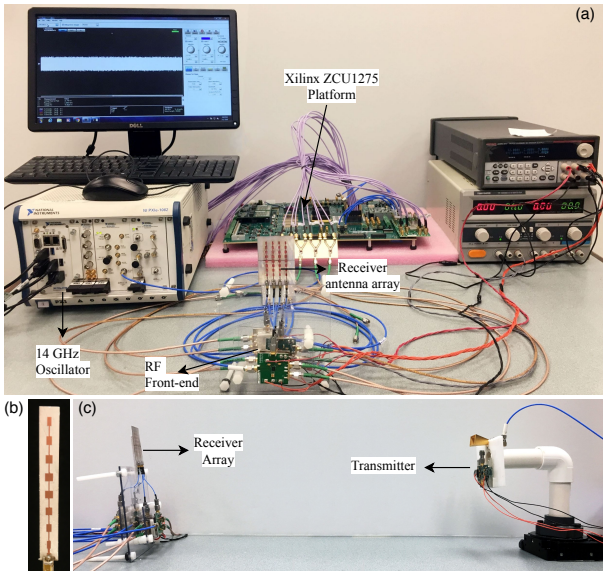 (a)
Xilinx ZCU1275
Platform
DELL
NATIONAL
INSTRUMENTS
Receiver
antenna array
14 GHz
Oscillator
RF
Front-end
(b)
(c)
Receiver
Array
Transmitter